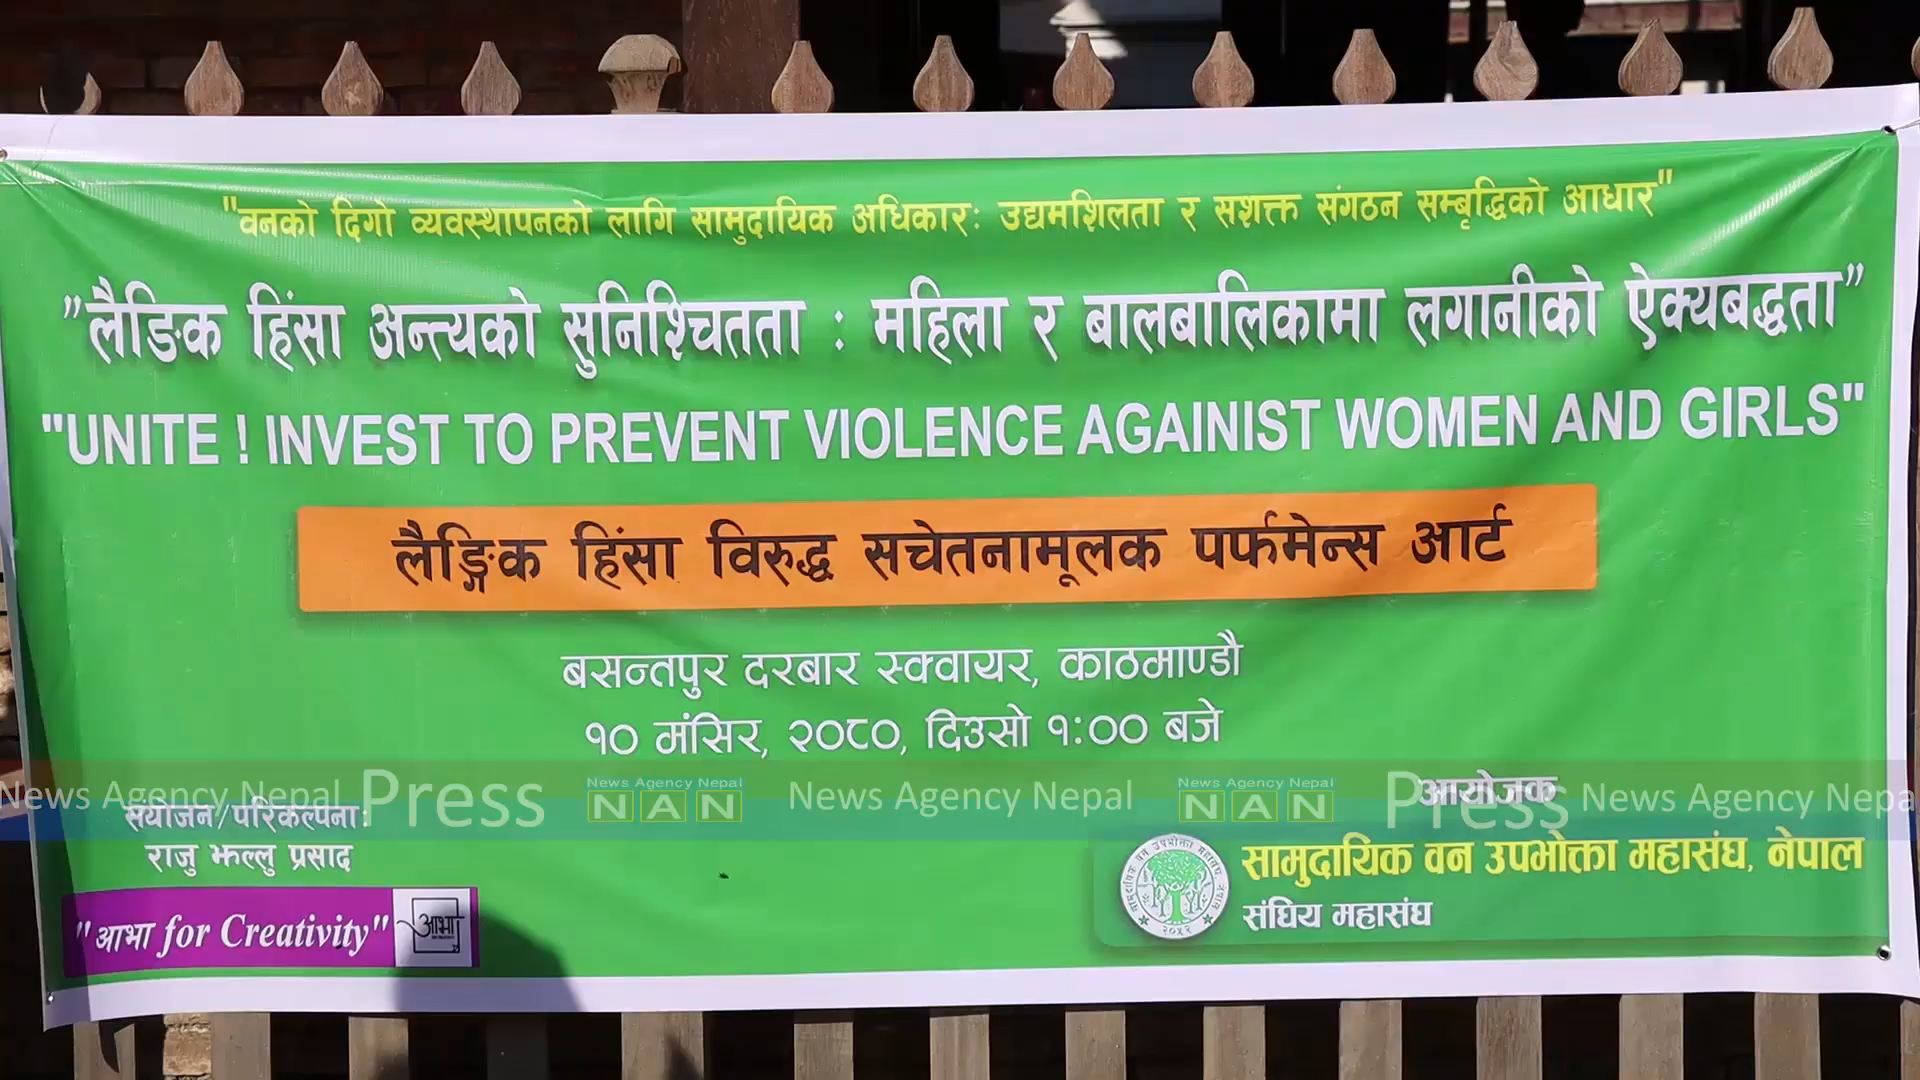 "वनको दिगो व्यवस्थापनको लागि सामुदायिक अधिकारः उद्यमशिलता र सशक्त संगठन सम्बृद्धिको आधार"
"लैङिक हिंसा अन्त्यको सुनिश्चितता : महिला र बालबालिकामा लगानीको ऐक्यबद्धता"
"UNITE ! INVEST TO PREVENT VIOLENCE AGAINIST WOMEN AND GIRLS"
लैङ्गिक हिंसा विरुद्ध सचेतनामूलक पर्फमेन्स आर्ट
बसन्तपुर दरबार स्क्वायर, काठमाण्डौ
१० मंसिर, २०८०, दिउसो १:०० बजे
News Agency Nepal Press News Agency Nepal NAN News Agency Nepal News Agency Nepal NAN Press News Agency Nepa
संयोजन/परिकल्पनाः
राजु झल्लु प्रसाद
"आभा for Creativity" आभा
आयोजक
सामुदायिक वन उपभोक्ता महासंघ, नेपाल
संघिय महासंघ
सामुदायिक वन उपभोक्ता महासंघ नेपाल
२०५२